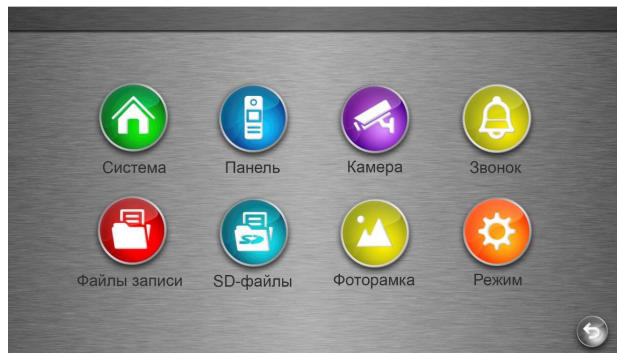 Система
Панель
Камера
Звонок
Файлы записи
SD-файлы
Фоторамка
Режим